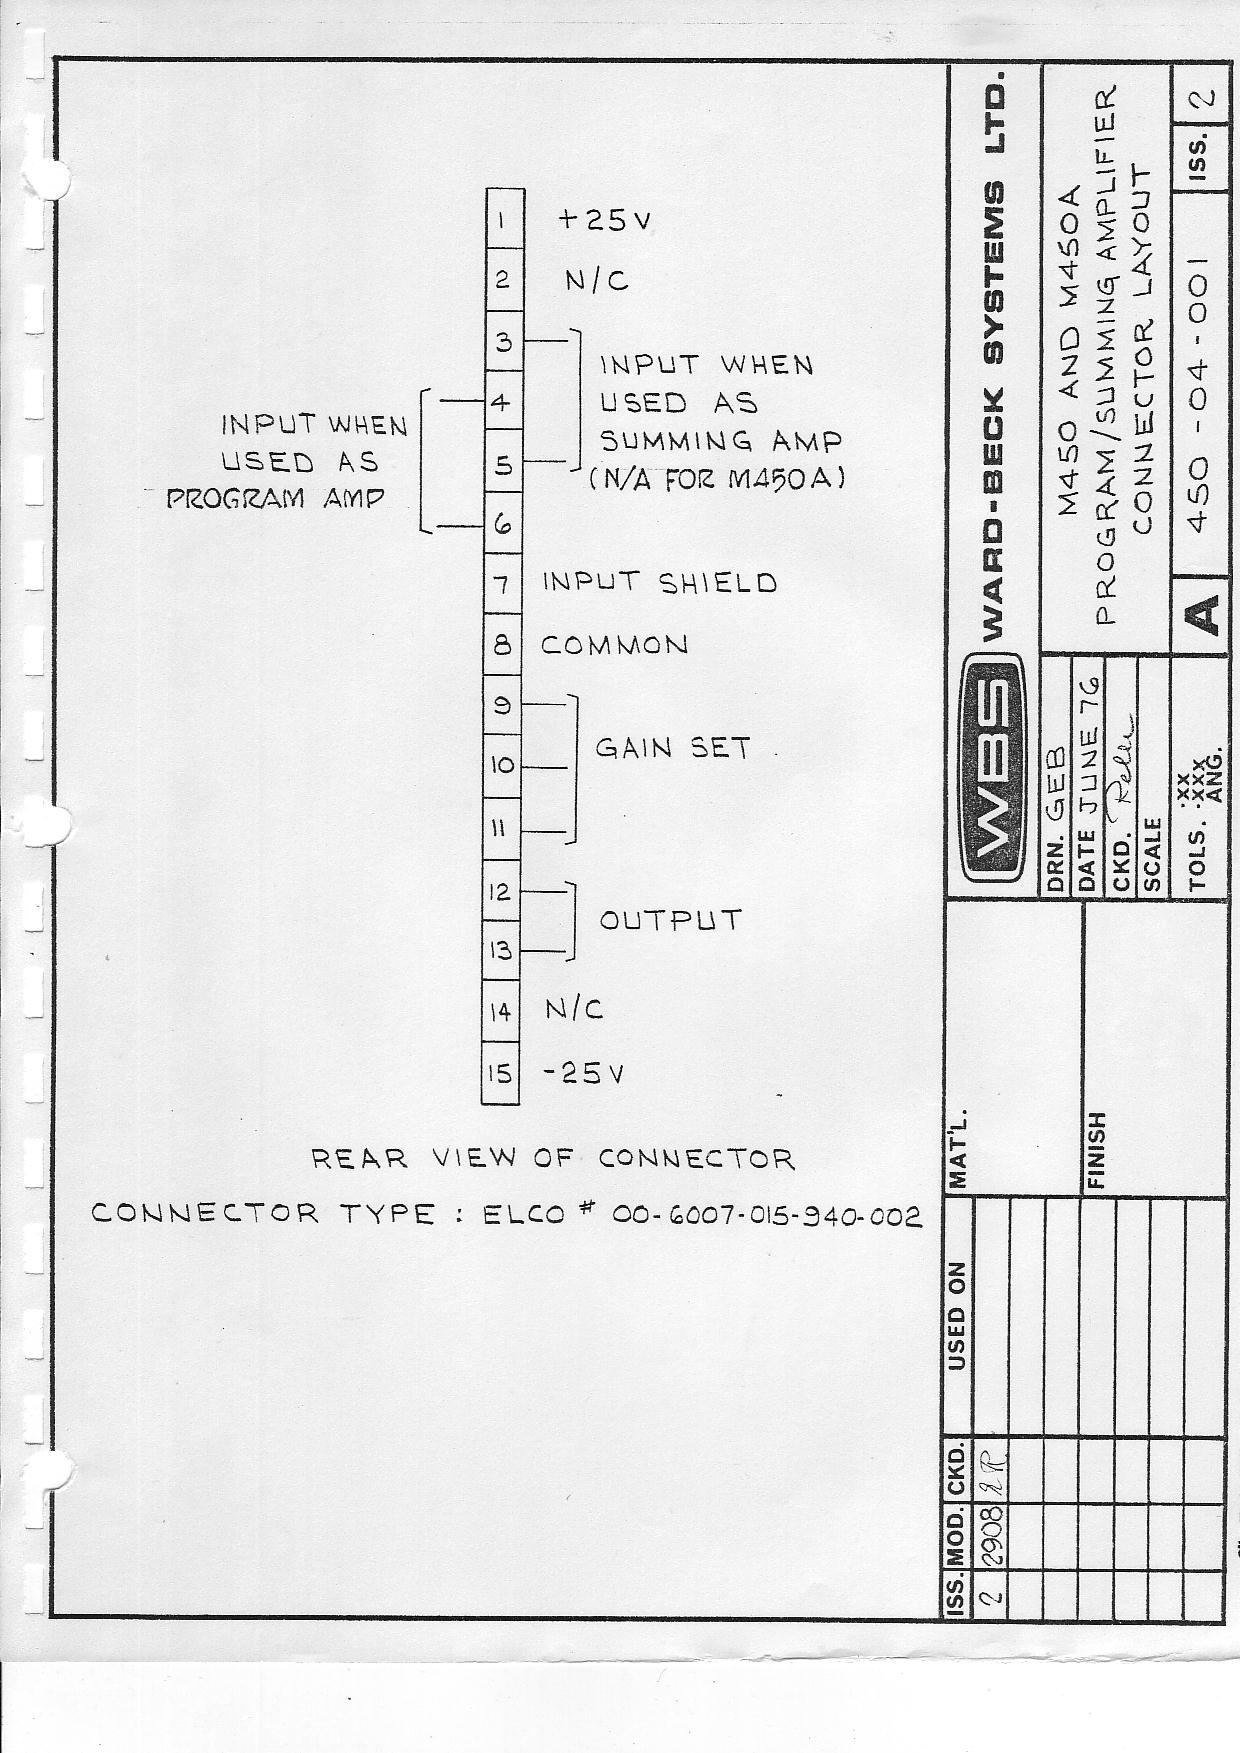 1 +25V
2 N/C
3
4
5
6
INPUT WHEN
USED AS
PROGRAM AMP
INPUT WHEN
USED AS
SUMMING AMP
(N/A FOR M450A)
7 INPUT SHIELD
8 COMMON
9
10
11
GAIN SET
12
13
OUTPUT
14 N/C
15 -25V
REAR VIEW OF CONNECTOR
CONNECTOR TYPE : ELCO # 00-6007-015-940-002
WBS WARD-BECK SYSTEMS LTD.
DRN. GEB
DATE JUNE 76
CKD.
SCALE
TOLS. .XX
.XXX
ANG.
M450 AND M450A
PROGRAM/SUMMING AMPLIFIER
CONNECTOR LAYOUT
A 450-04-001 ISS. 2
MAT'L.
FINISH
ISS. MOD. CKD. USED ON
2 2908